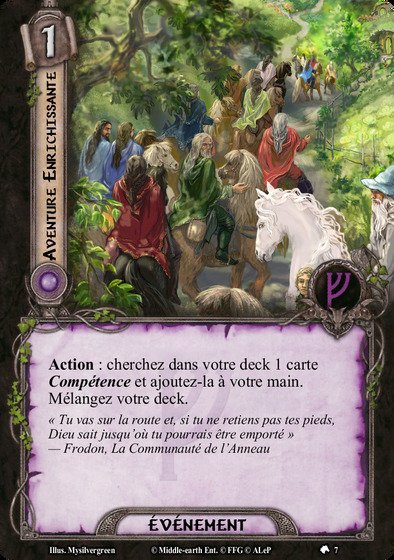 1
AVENTURE ENRICHISSANTE
Action : cherchez dans votre deck 1 carte
Compétence et ajoutez-la à votre main.
Mélangez votre deck.
« Tu vas sur la route et, si tu ne retiens pas tes pieds,
Dieu sait jusqu’où tu pourrais être emporté »
— Frodon, La Communauté de l’Anneau
ÉVÉNEMENT
Illus. Mysilvergreen © Middle-earth Ent. © FFG © ALeP 7